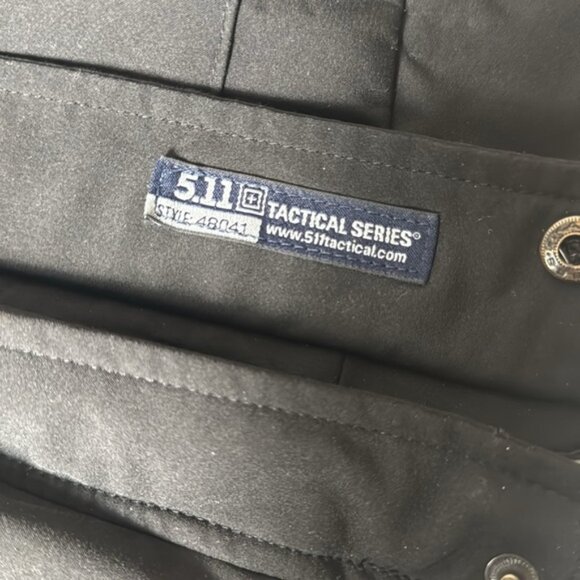 5.11 TACTICAL SERIES®
STYLE 48041 www.511tactical.com